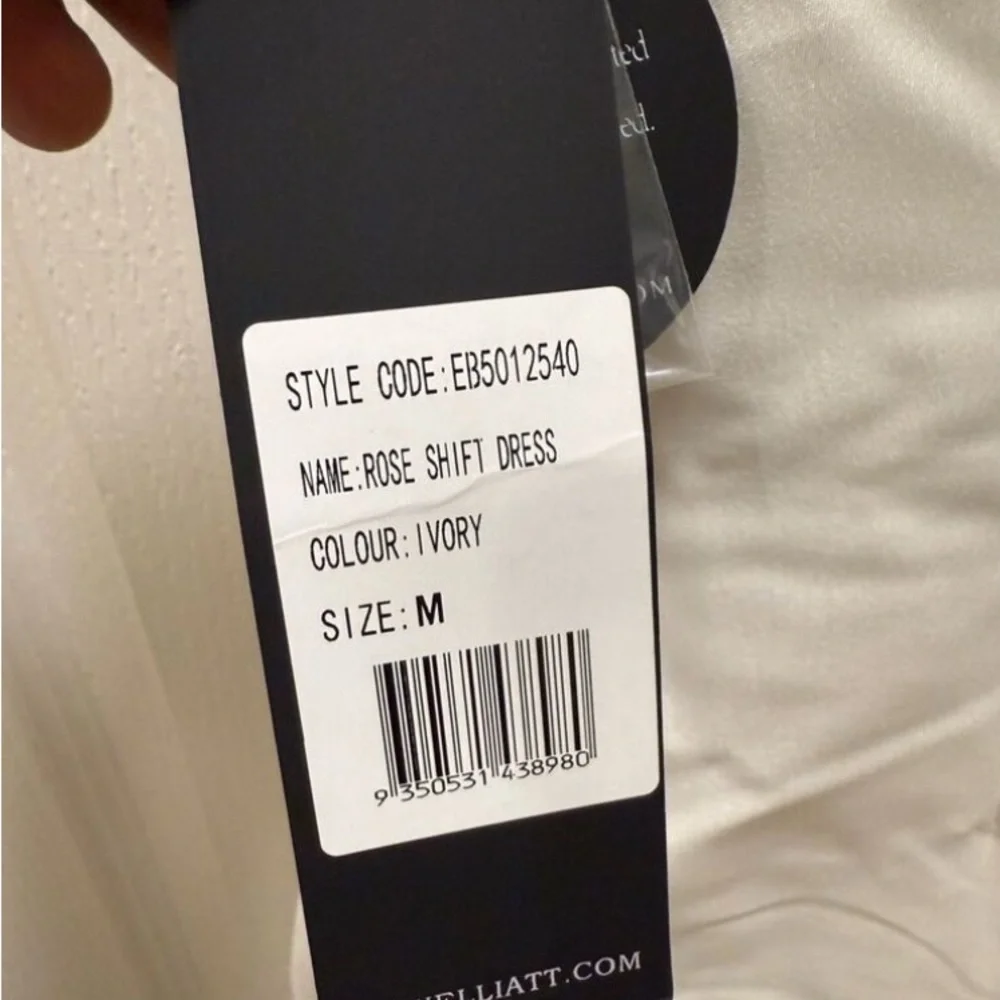 STYLE CODE:EB5012540
NAME:ROSE SHIFT DRESS
COLOUR:IVORY
SIZE:M
9 350531 438980